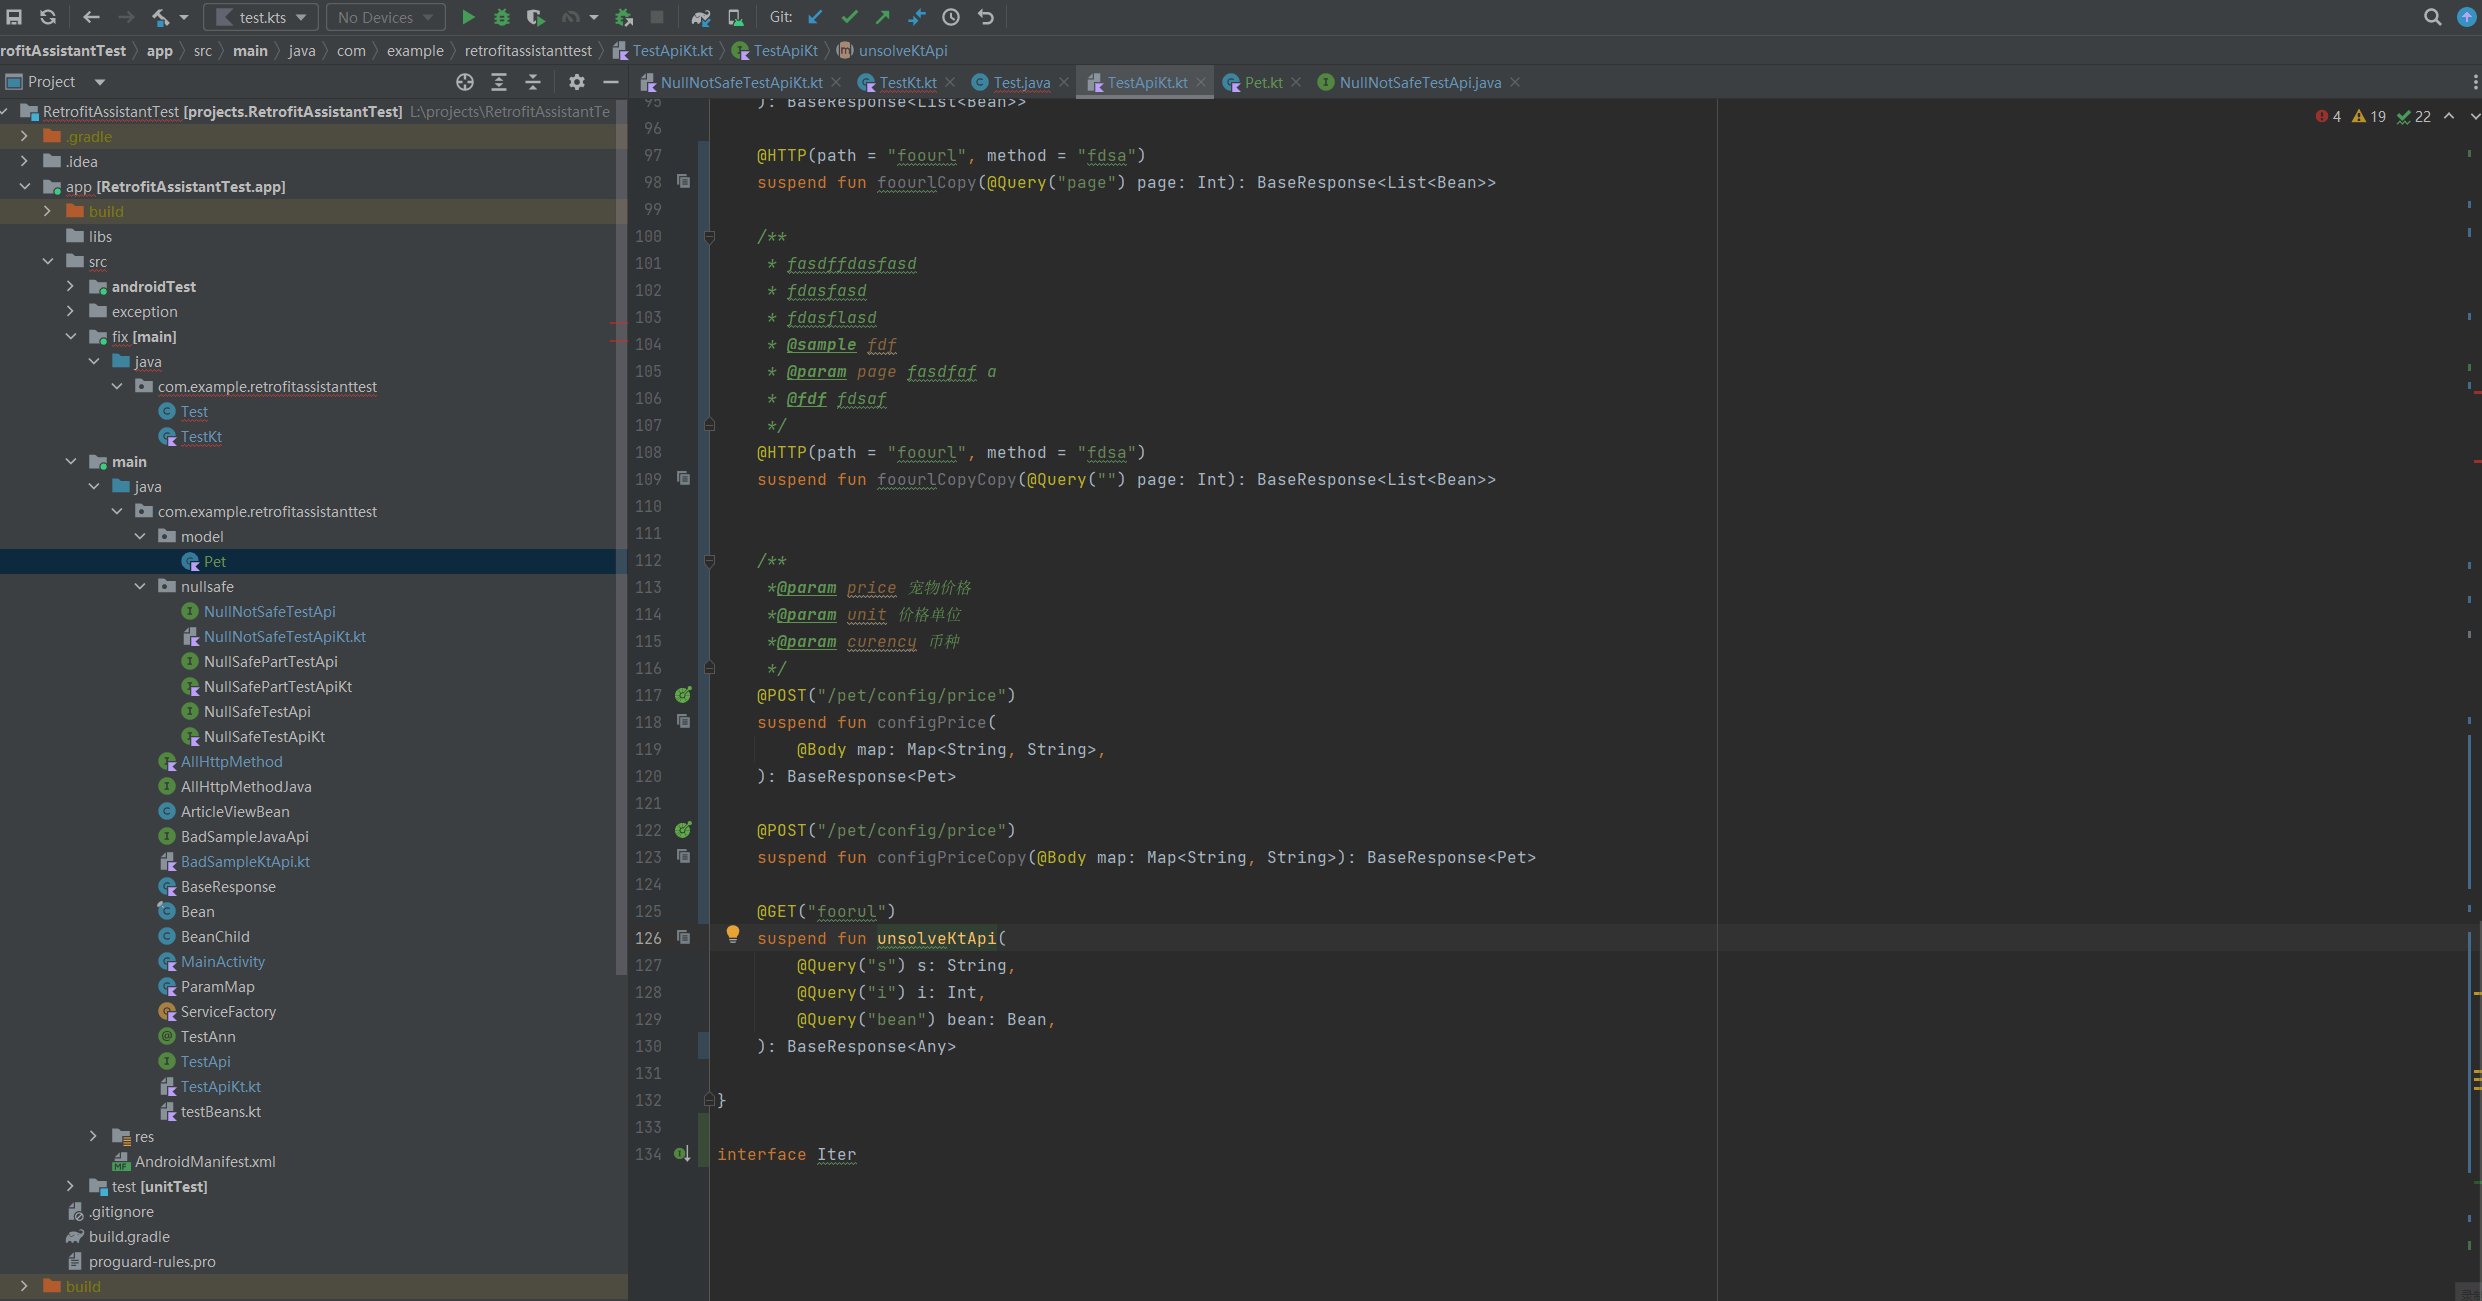 test.kts
No Devices
Git:
rofitAssistantTest
app
src
main
java
com
example
retrofitassistanttest
TestApiKt.kt
TestApiKt
unsolveKtApi
Project
NullNotSafeTestApiKt.kt
TestKt.kt
Test.java
TestApiKt.kt
Pet.kt
NullNotSafeTestApi.java
RetrofitAssistantTest [projects.RetrofitAssistantTest] L:\projects\RetrofitAssistantTe
.gradle
.idea
app [RetrofitAssistantTest.app]
build
libs
src
androidTest
exception
fix [main]
java
com.example.retrofitassistanttest
Test
TestKt
main
java
com.example.retrofitassistanttest
model
Pet
nullsafe
NullNotSafeTestApi
NullNotSafeTestApiKt.kt
NullSafePartTestApi
NullSafePartTestApiKt
NullSafeTestApi
NullSafeTestApiKt
AllHttpMethod
AllHttpMethodJava
ArticleViewBean
BadSampleJavaApi
BadSampleKtApi.kt
BaseResponse
Bean
BeanChild
MainActivity
ParamMap
ServiceFactory
TestAnn
TestApi
TestApiKt.kt
testBeans.kt
res
AndroidManifest.xml
test [unitTest]
.gitignore
build.gradle
proguard-rules.pro
build
4 19 22
95 ): BaseResponse<List<Bean>>
96
97 @HTTP(path = "foourl", method = "fdsa")
98 suspend fun foourlCopy(@Query("page") page: Int): BaseResponse<List<Bean>>
99
100 /**
101 * fasdffdasfasd
102 * fdasfasd
103 * fdasflasd
104 * @sample fdf
105 * @param page fasdfaf a
106 * @fdf fdsaf
107 */
108 @HTTP(path = "foourl", method = "fdsa")
109 suspend fun foourlCopyCopy(@Query("") page: Int): BaseResponse<List<Bean>>
110
111
112 /**
113 *@param price 宠物价格
114 *@param unit 价格单位
115 *@param curency 币种
116 */
117 @POST("/pet/config/price")
118 suspend fun configPrice(
119 @Body map: Map<String, String>,
120 ): BaseResponse<Pet>
121
122 @POST("/pet/config/price")
123 suspend fun configPriceCopy(@Body map: Map<String, String>): BaseResponse<Pet>
124
125 @GET("foorul")
126 suspend fun unsolveKtApi(
127 @Query("s") s: String,
128 @Query("i") i: Int,
129 @Query("bean") bean: Bean,
130 ): BaseResponse<Any>
131
132 }
133
134 interface Iter